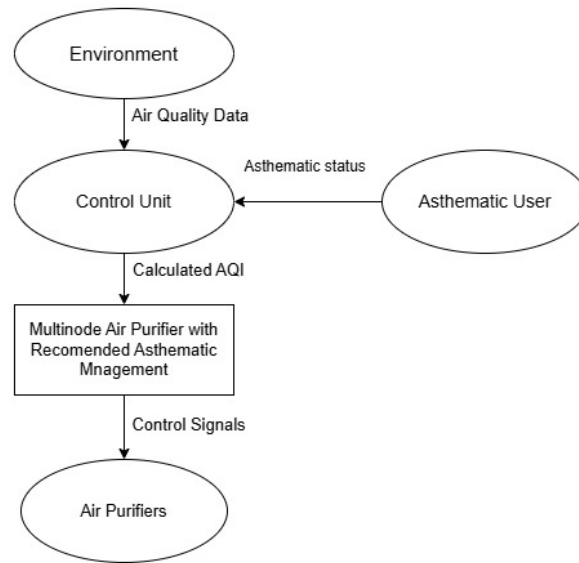 Environment
Air Quality Data
Asthematic status
Control Unit
Asthematic User
Calculated AQI
Multinode Air Purifier with
Recomended Asthematic
Mnagement
Control Signals
Air Purifiers